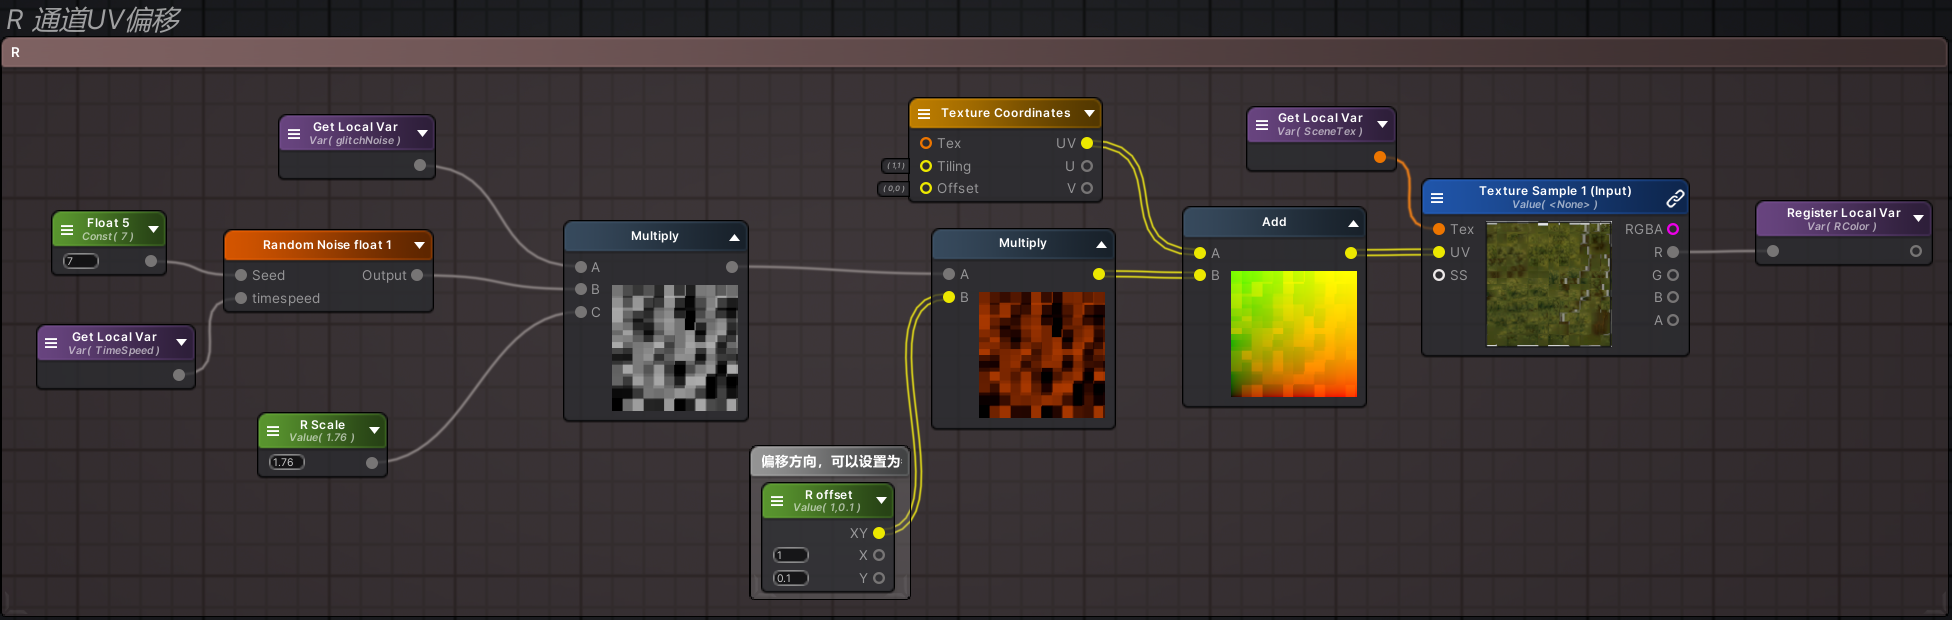 R 通道UV偏移
R
Get Local Var
Var( glitchNoise )
Float 5
Const( 7 )
7
Random Noise float 1
Seed
Output
timespeed
Get Local Var
Var( TimeSpeed )
R Scale
Value( 1.76 )
1.76
Multiply
A
B
C
Texture Coordinates
Tex
UV
(1,1)
Tiling
U
(0,0)
Offset
V
Multiply
A
B
偏移方向，可以设置为
R offset
Value( 1,0.1 )
XY
1
X
0.1
Y
Add
A
B
Get Local Var
Var( SceneTex )
Texture Sample 1 (Input)
Value( <None> )
Tex
RGBA
UV
R
SS
G
B
A
Register Local Var
Var( RColor )